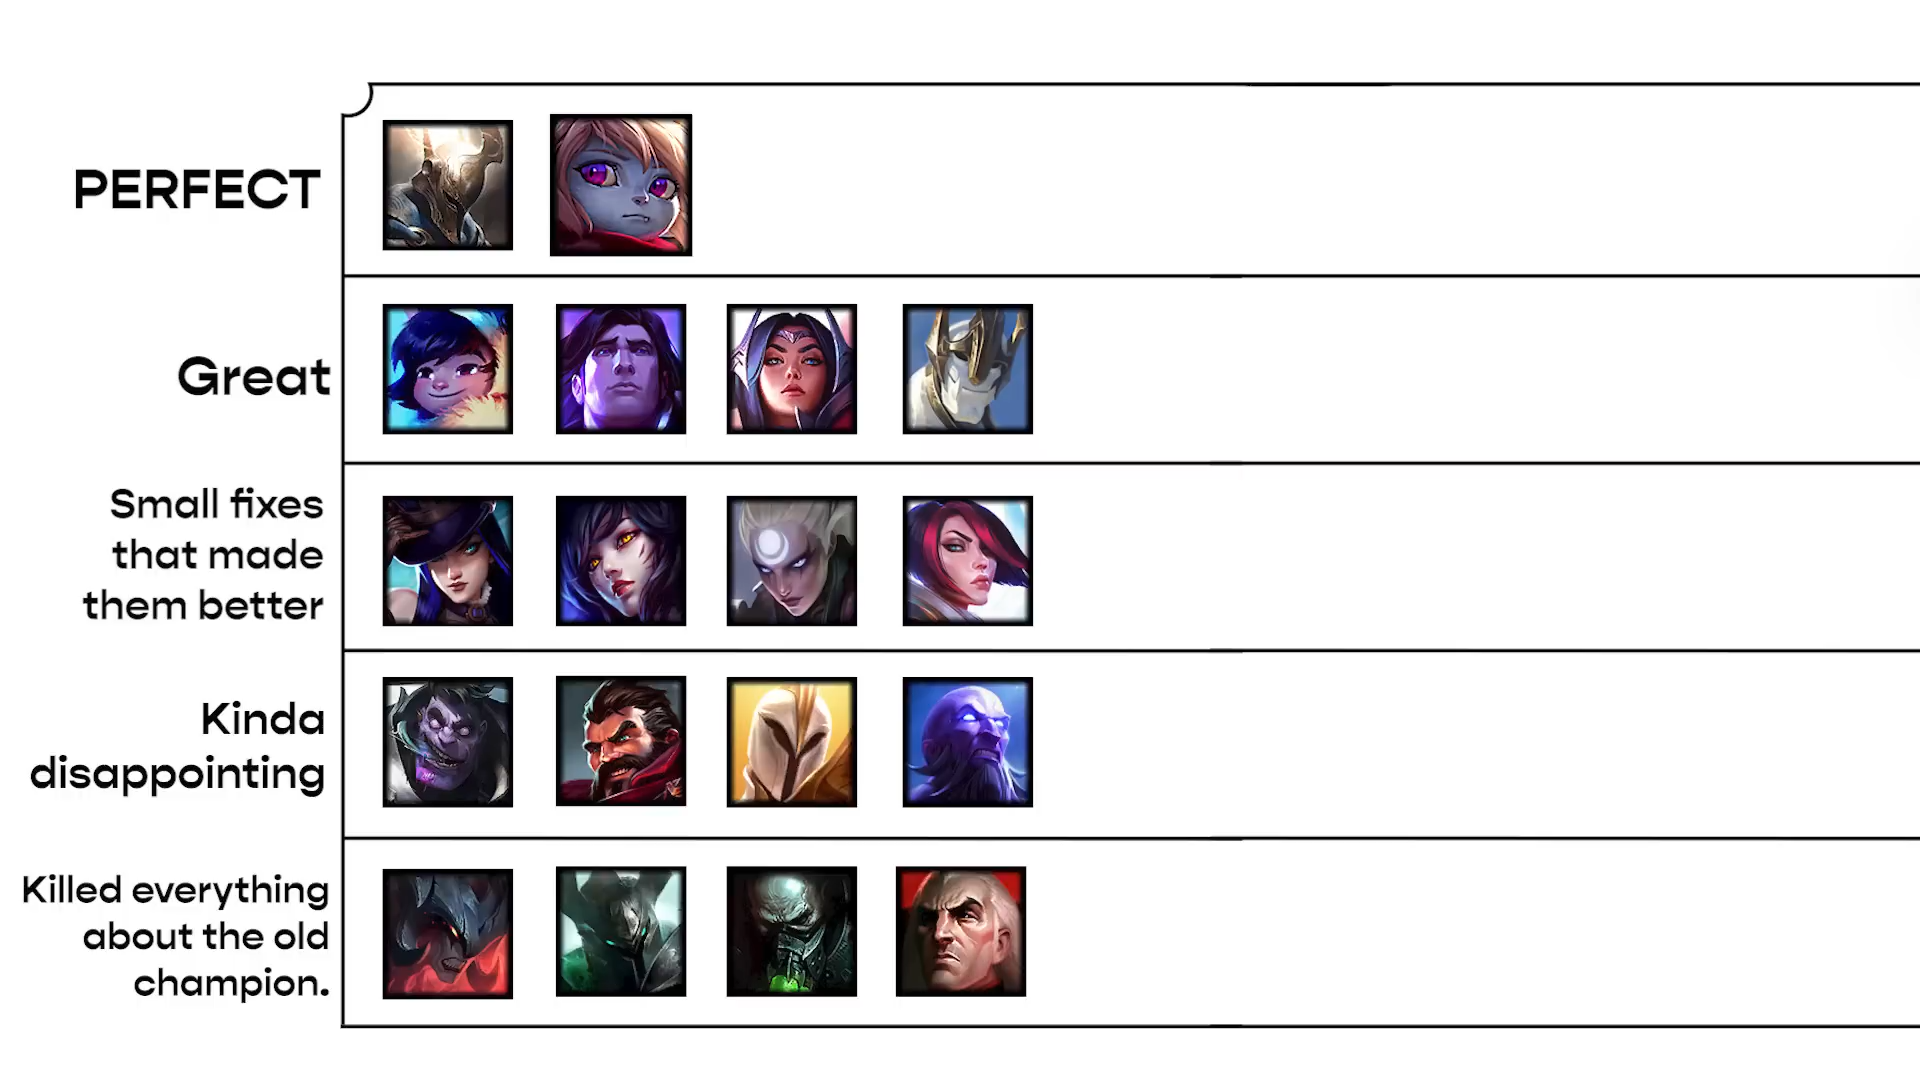 PERFECT
Great
Small fixes
that made
them better
Kinda
disappointing
Killed everything
about the old
champion.